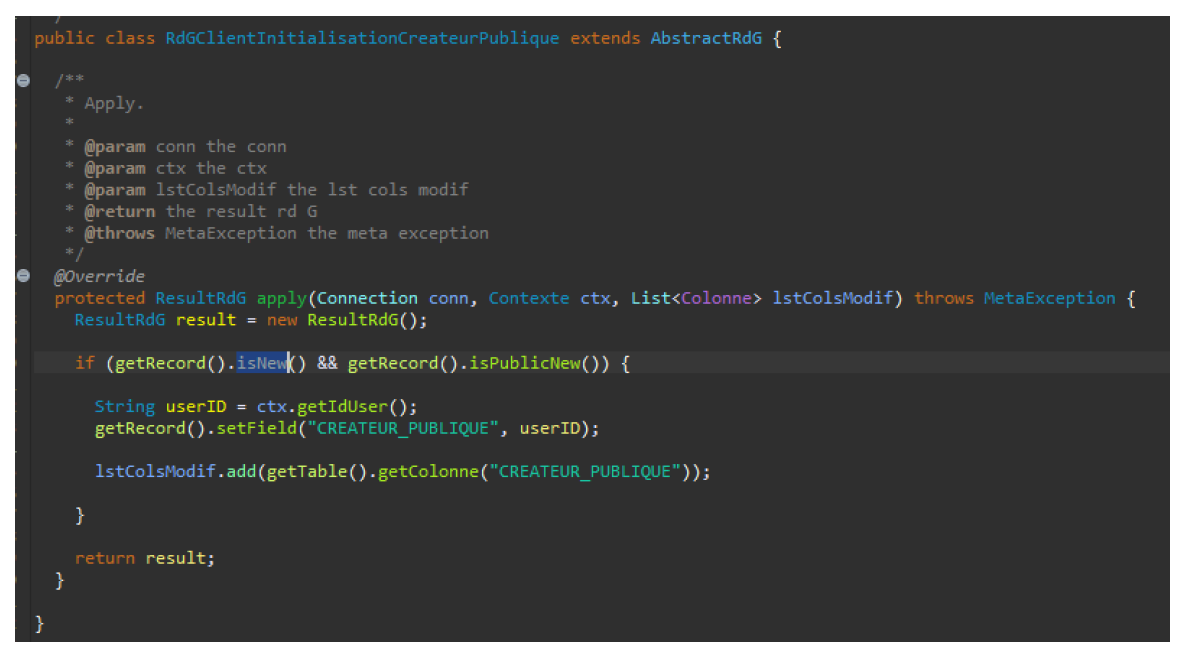 */
public class RdGClientInitialisationCreateurPublique extends AbstractRdG {
/**
* Apply.
*
* @param conn the conn
* @param ctx the ctx
* @param lstColsModif the lst cols modif
* @return the result rd G
* @throws MetaException the meta exception
*/
@Override
protected ResultRdG apply(Connection conn, Contexte ctx, List<Colonne> lstColsModif) throws MetaException {
ResultRdG result = new ResultRdG();
if (getRecord().isNew() && getRecord().isPublicNew()) {
String userID = ctx.getIdUser();
getRecord().setField("CREATEUR_PUBLIQUE", userID);
lstColsModif.add(getTable().getColonne("CREATEUR_PUBLIQUE"));
}
return result;
}
}